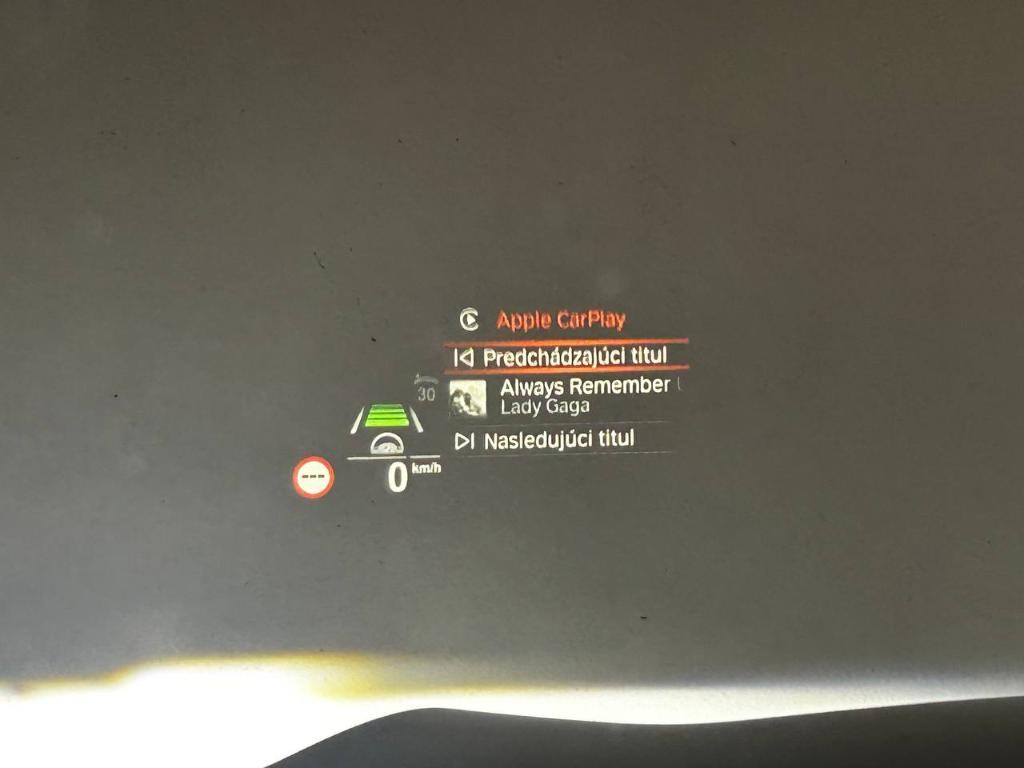 Apple CarPlay
Predchádzajúci titul
Always Remember
Lady Gaga
Nasledujúci titul
30
0 km/h
---